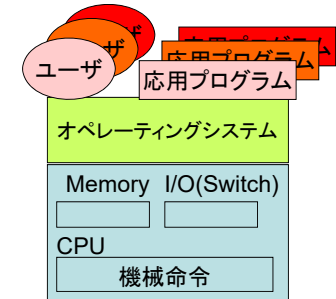 ザ
ザ
ユーザ
応用プログラム
応用プログラム
応用プログラム
オペレーティングシステム
Memory I/O(Switch)
CPU
機械命令